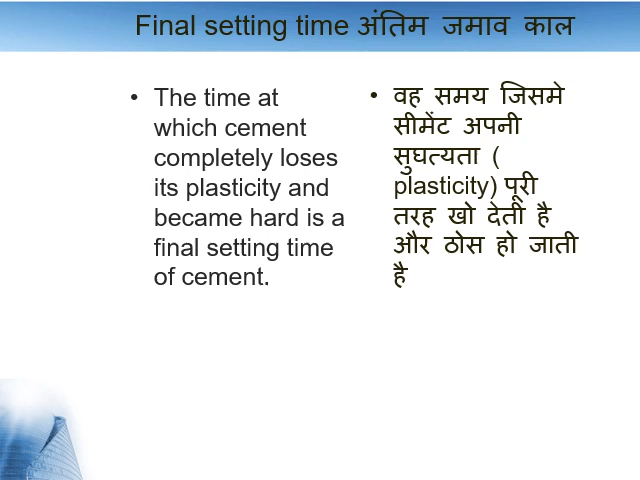 Final setting time अंतिम जमाव काल
• The time at
which cement
completely loses
its plasticity and
became hard is a
final setting time
of cement.
• वह समय जिसमे
सीमेंट अपनी
सुघत्यता (
plasticity) पूरी
तरह खो देती है
और ठोस हो जाती
है